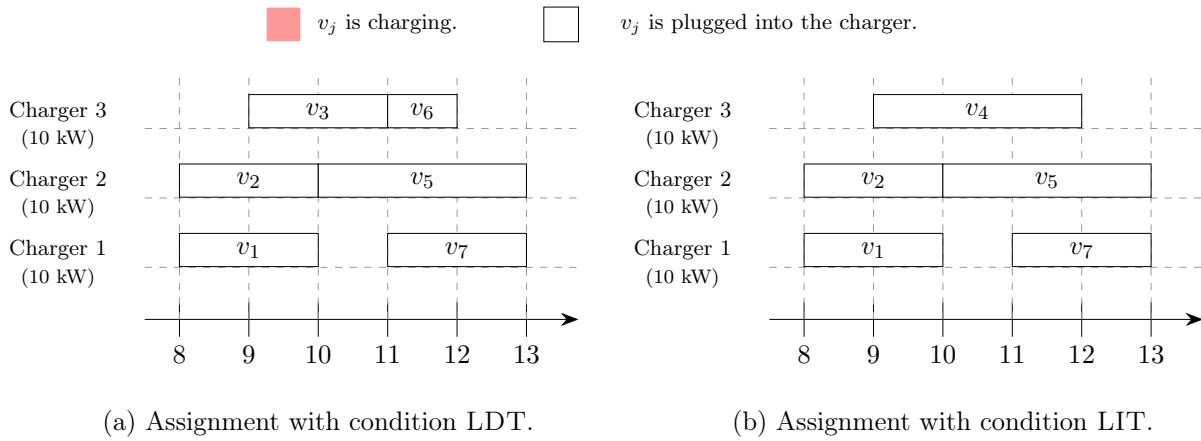 v_j is charging. v_j is plugged into the charger.
Charger 3 v_3 v_6
(10 kW)
Charger 2 v_2 v_5
(10 kW)
Charger 1 v_1 v_7
(10 kW)
8 9 10 11 12 13
(a) Assignment with condition LDT.
Charger 3 v_4
(10 kW)
Charger 2 v_2 v_5
(10 kW)
Charger 1 v_1 v_7
(10 kW)
8 9 10 11 12 13
(b) Assignment with condition LIT.